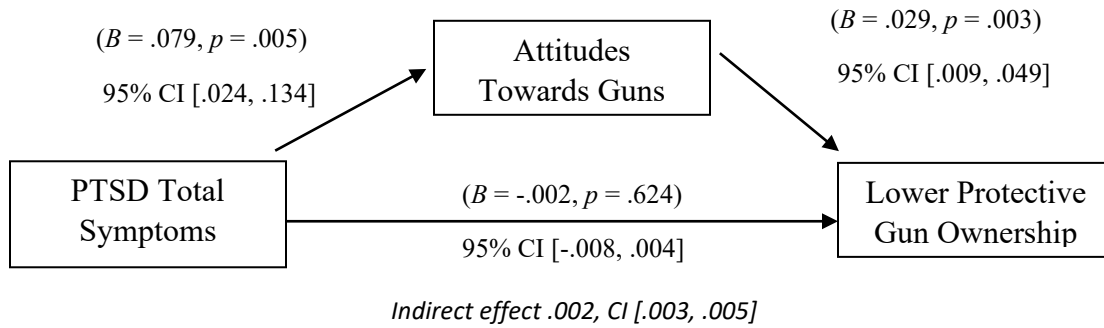 (B = .079, p = .005)
95% CI [.024, .134]
Attitudes
Towards Guns
(B = .029, p = .003)
95% CI [.009, .049]
PTSD Total
Symptoms
(B = -.002, p = .624)
95% CI [-.008, .004]
Lower Protective
Gun Ownership
Indirect effect .002, CI [.003, .005]